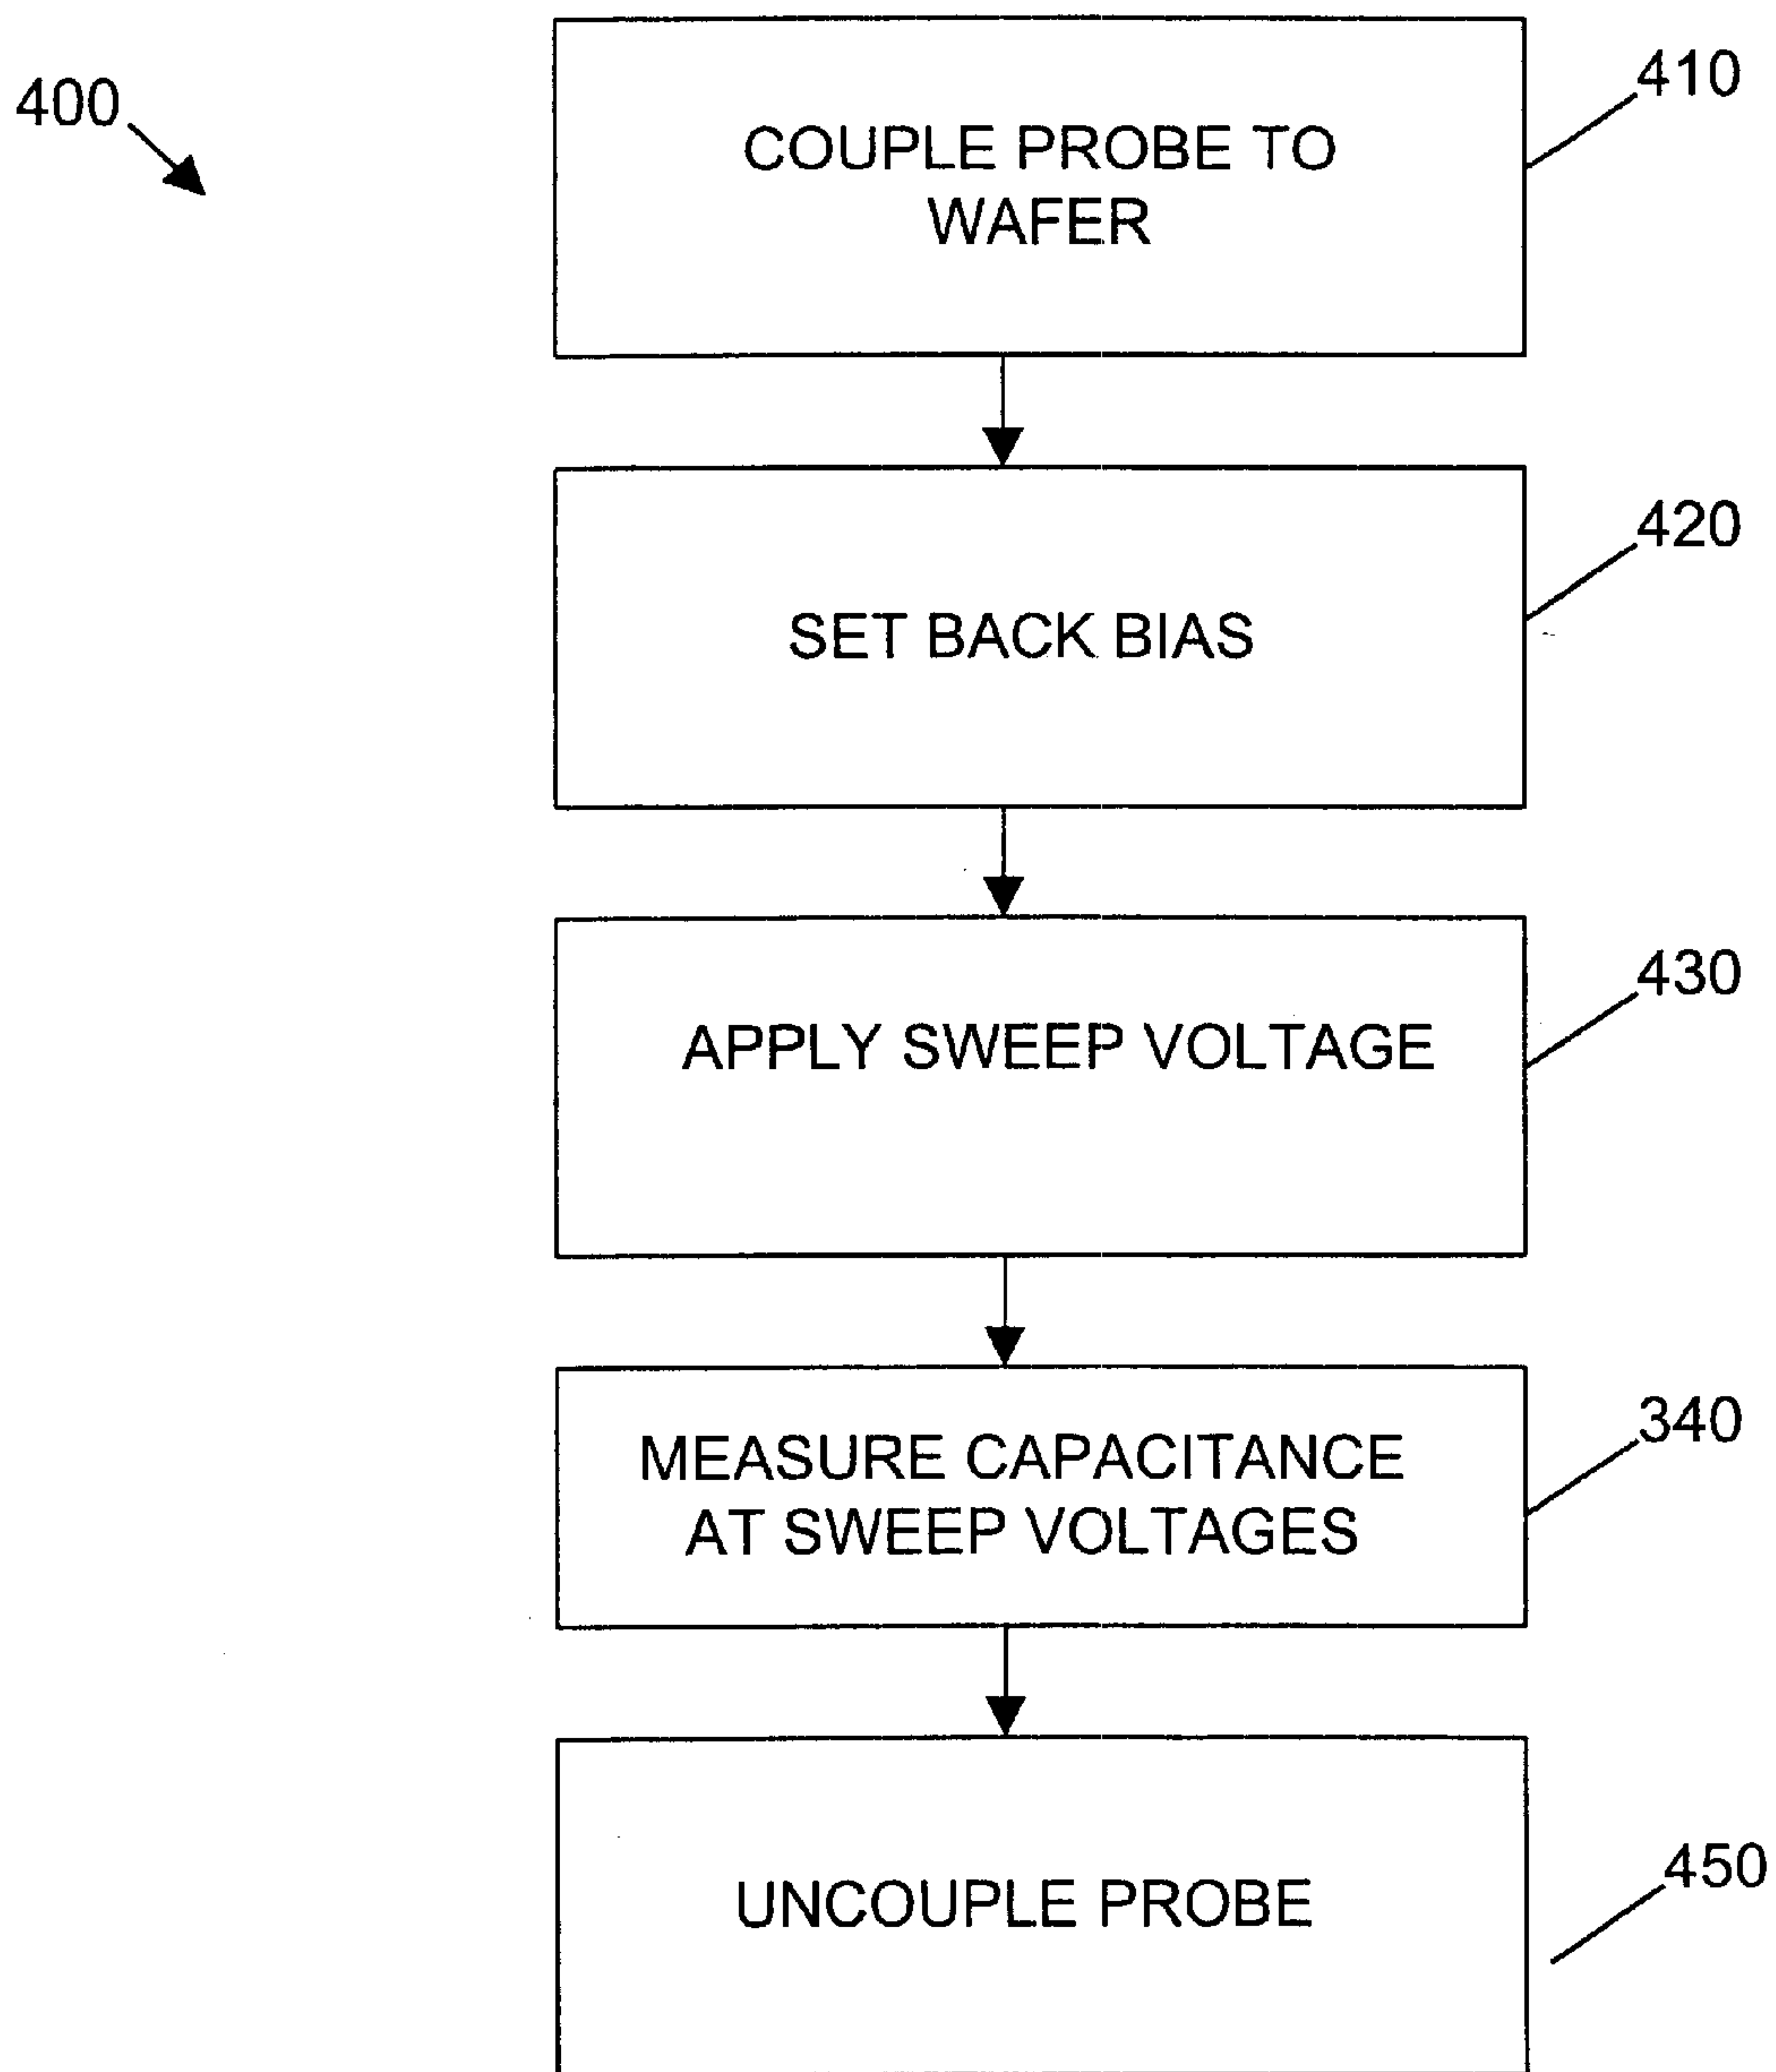 400
410
COUPLE PROBE TO
WAFER
420
SET BACK BIAS
430
APPLY SWEEP VOLTAGE
340
MEASURE CAPACITANCE
AT SWEEP VOLTAGES
450
UNCOUPLE PROBE